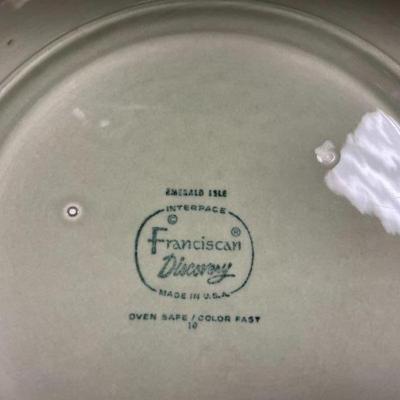 EMERALD ISLE
INTERPACE
©
Franciscan ®
Discovery
MADE IN U.S.A.
OVEN SAFE / COLOR FAST
10